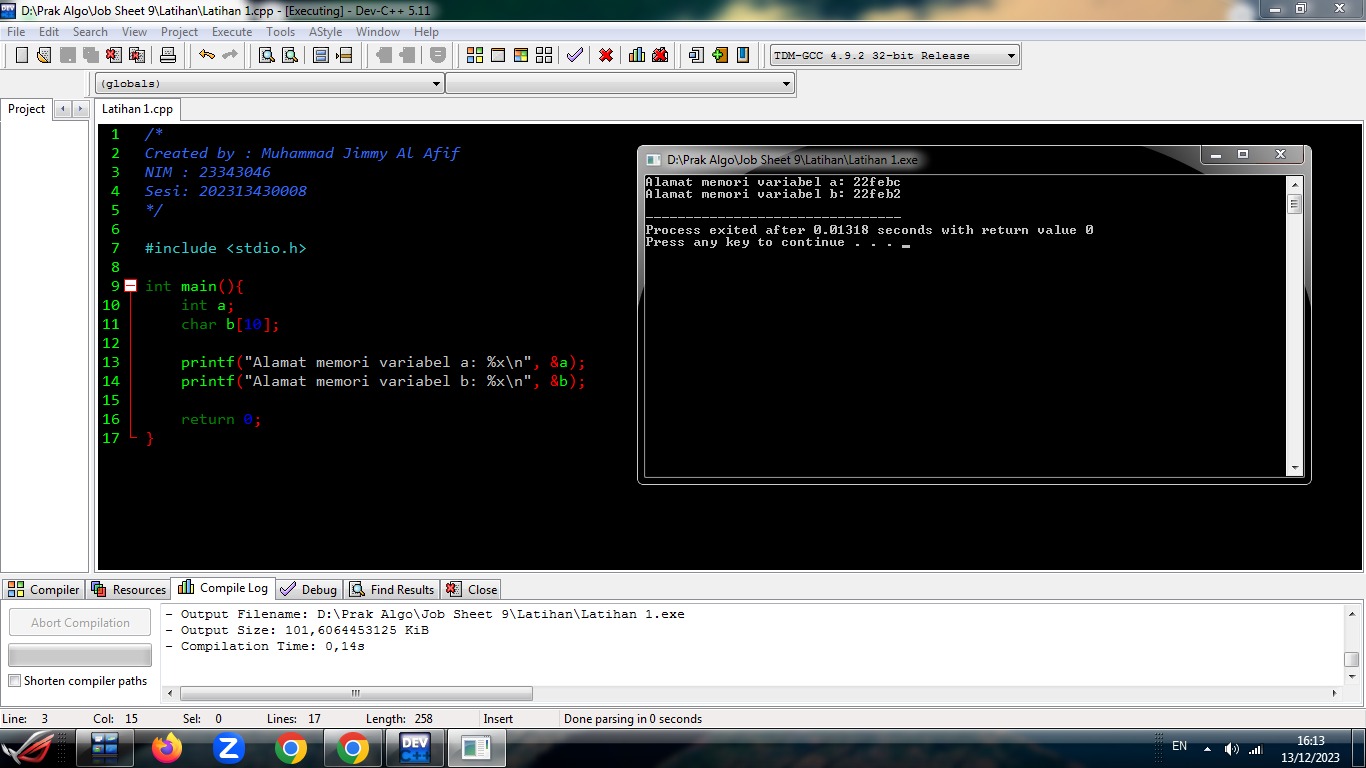 D:\Prak Algo\Job Sheet 9\Latihan\Latihan 1.cpp - [Executing] - Dev-C++ 5.11
File Edit Search View Project Execute Tools AStyle Window Help
TDM-GCC 4.9.2 32-bit Release
(globals)
Project
Latihan 1.cpp
1 /*
2 Created by : Muhammad Jimmy Al Afif
3 NIM : 23343046
4 Sesi: 202313430008
5 */
6
7 #include <stdio.h>
8
9 int main(){
10 int a;
11 char b[10];
12
13 printf("Alamat memori variabel a: %x\n", &a);
14 printf("Alamat memori variabel b: %x\n", &b);
15
16 return 0;
17 }
D:\Prak Algo\Job Sheet 9\Latihan\Latihan 1.exe
Alamat memori variabel a: 22febc
Alamat memori variabel b: 22feb2
--------------------------------
Process exited after 0.01318 seconds with return value 0
Press any key to continue . . . _
Compiler Resources Compile Log Debug Find Results Close
Abort Compilation
Shorten compiler paths
- Output Filename: D:\Prak Algo\Job Sheet 9\Latihan\Latihan 1.exe
- Output Size: 101,6064453125 KiB
- Compilation Time: 0,14s
Line: 3 Col: 15 Sel: 0 Lines: 17 Length: 258 Insert Done parsing in 0 seconds
DEV C++
EN
16:13
13/12/2023